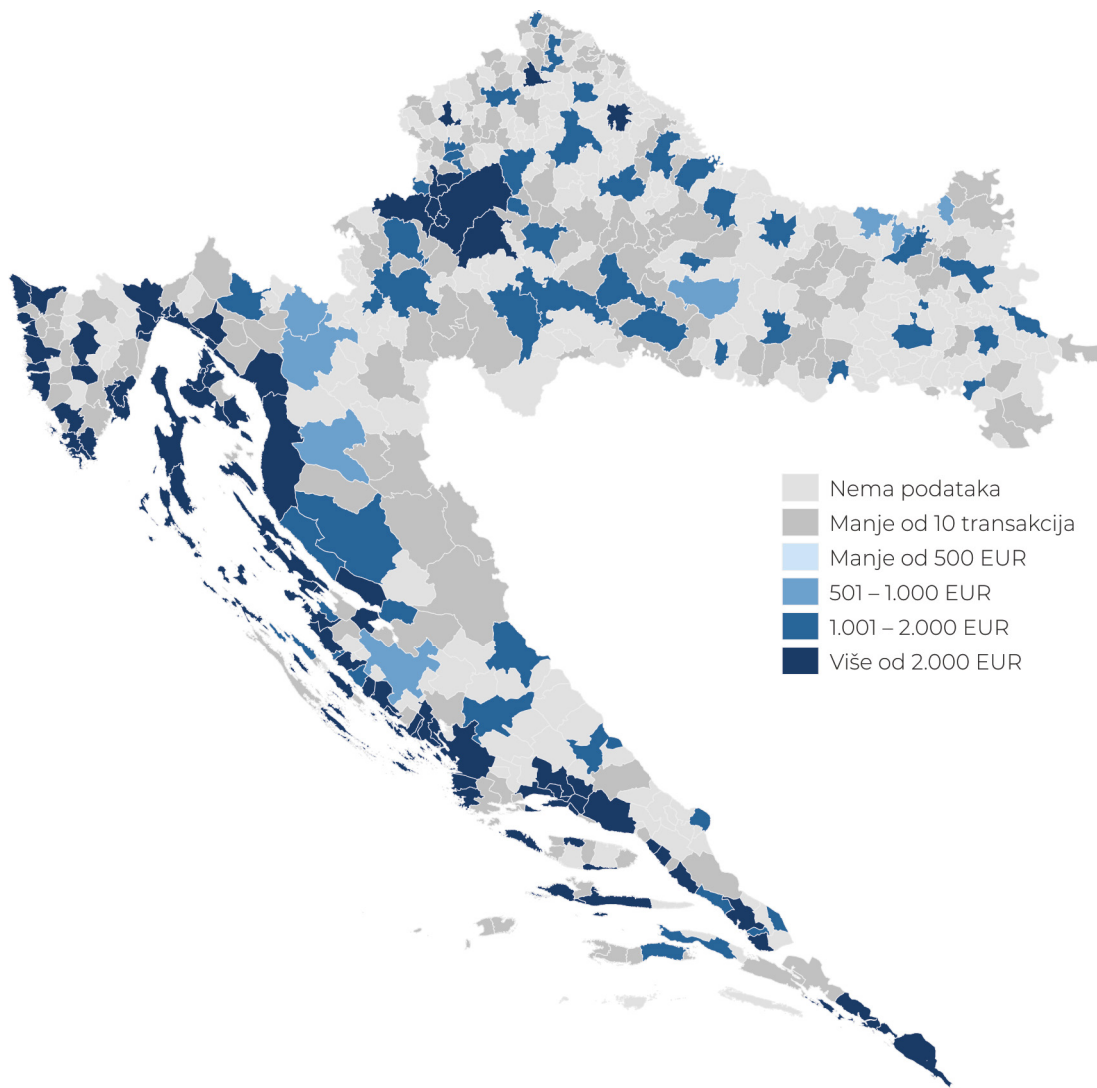 Nema podataka
Manje od 10 transakcija
Manje od 500 EUR
501 – 1.000 EUR
1.001 – 2.000 EUR
Više od 2.000 EUR